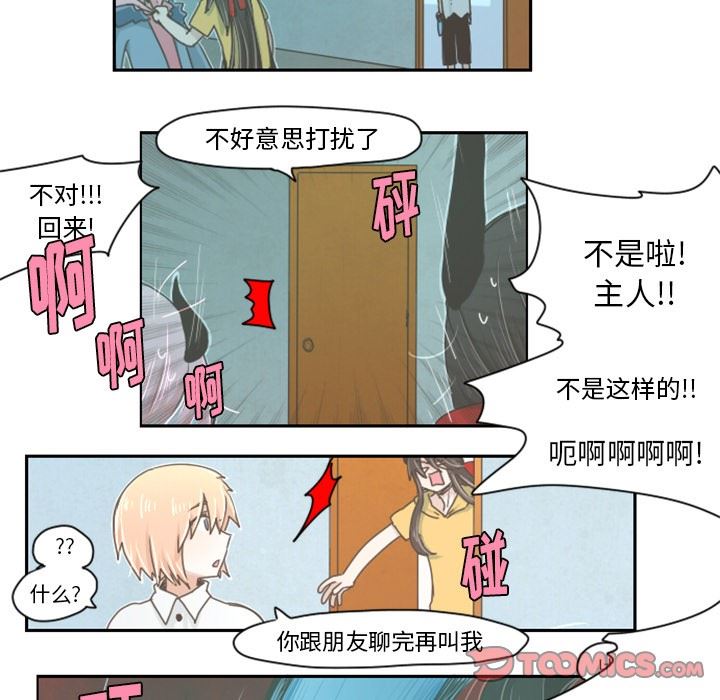 不好意思打扰了
不对!!!
回来!
砰
啊
啊
啊
不是啦!
主人!!
不是这样的!!
呃啊啊啊啊!
??
什么?
碰
你跟朋友聊完再叫我
TOOMICS.COM